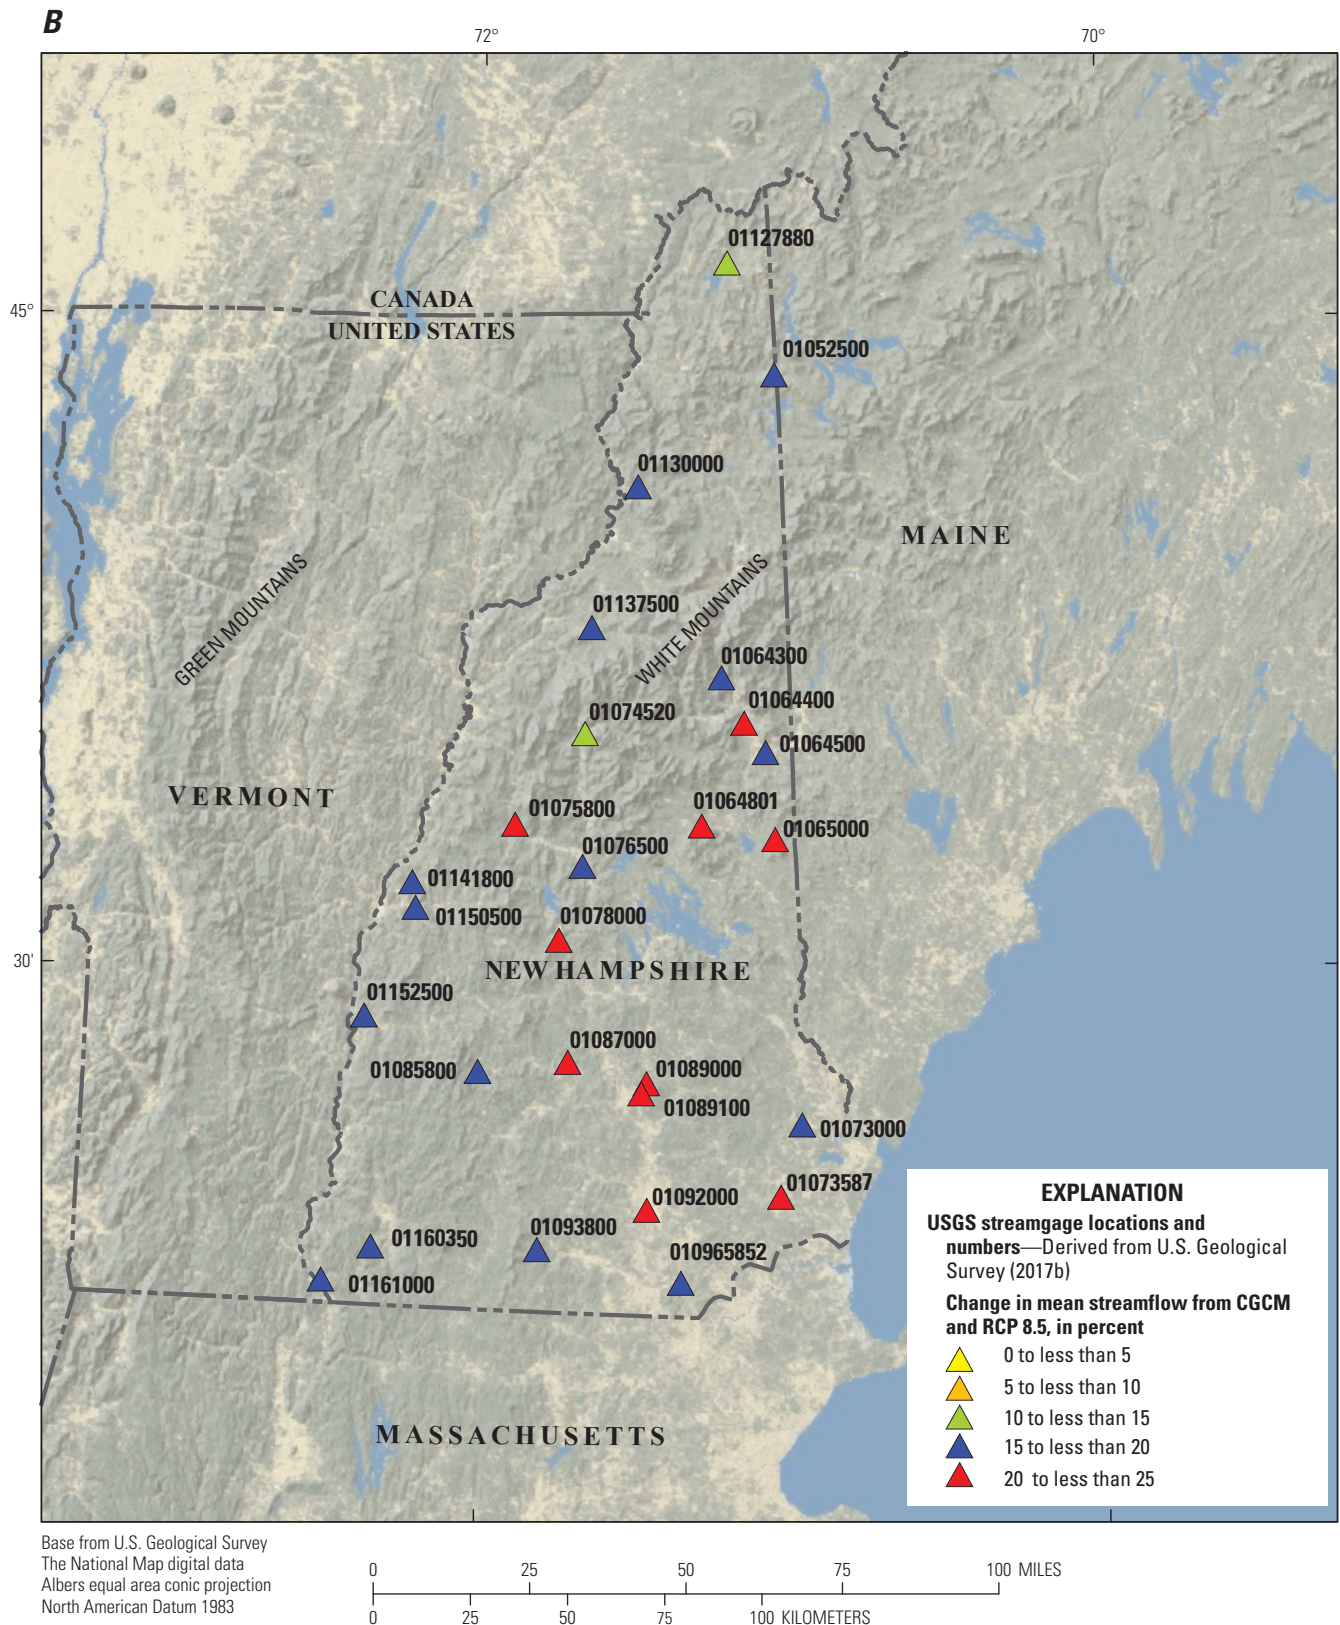 B
72°
70°
01127880
45°
CANADA
UNITED STATES
01052500
01130000
MAINE
GREEN MOUNTAINS
WHITE MOUNTAINS
01137500
01064300
01064400
01074520
01064500
VERMONT
01075800
01064801
01065000
01076500
01141800
01150500
01078000
30'
NEW HAMPSHIRE
01152500
01087000
01085800
01089000
01089100
01073000
01073587
01092000
01093800
01160350
010965852
01161000
MASSACHUSETTS
EXPLANATION
USGS streamgage locations and
numbers—Derived from U.S. Geological
Survey (2017b)
Change in mean streamflow from CGCM
and RCP 8.5, in percent
0 to less than 5
5 to less than 10
10 to less than 15
15 to less than 20
20 to less than 25
Base from U.S. Geological Survey
The National Map digital data
Albers equal area conic projection
North American Datum 1983
0 25 50 75 100 MILES
0 25 50 75 100 KILOMETERS